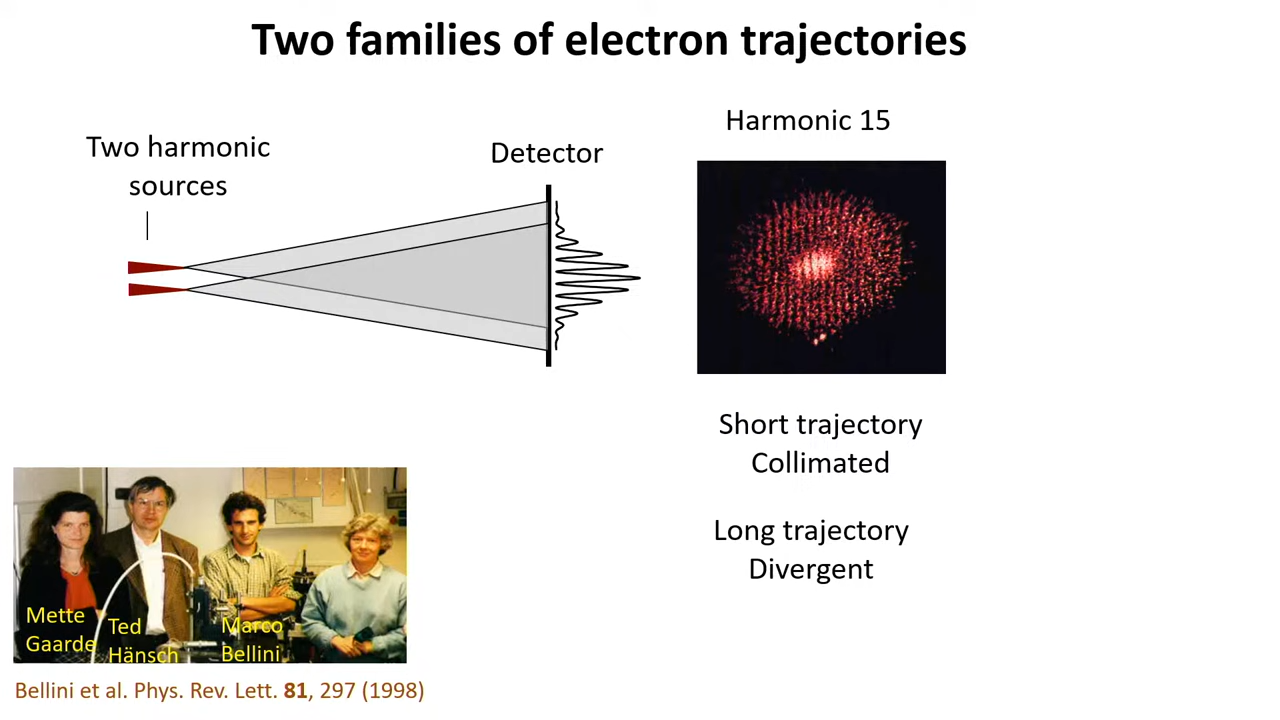 Two families of electron trajectories
Two harmonic
sources
Detector
Harmonic 15
Short trajectory
Collimated
Long trajectory
Divergent
Mette
Gaarde
Ted
Hänsch
Marco
Bellini
Bellini et al. Phys. Rev. Lett. 81, 297 (1998)